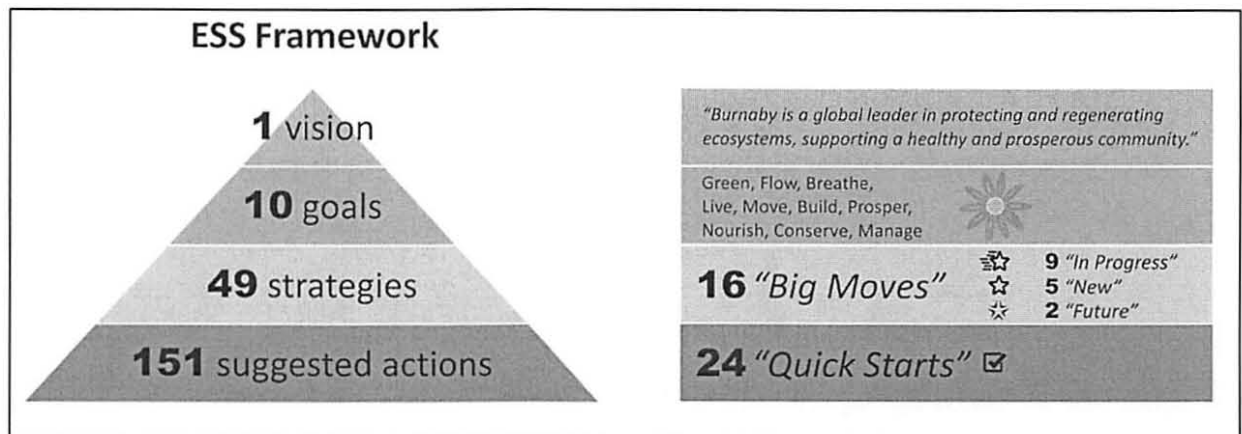 ESS Framework
1 vision
10 goals
49 strategies
151 suggested actions
“Burnaby is a global leader in protecting and regenerating
ecosystems, supporting a healthy and prosperous community.”
Green, Flow, Breathe,
Live, Move, Build, Prosper,
Nourish, Conserve, Manage
16 “Big Moves”
9 “In Progress”
5 “New”
2 “Future”
24 “Quick Starts”